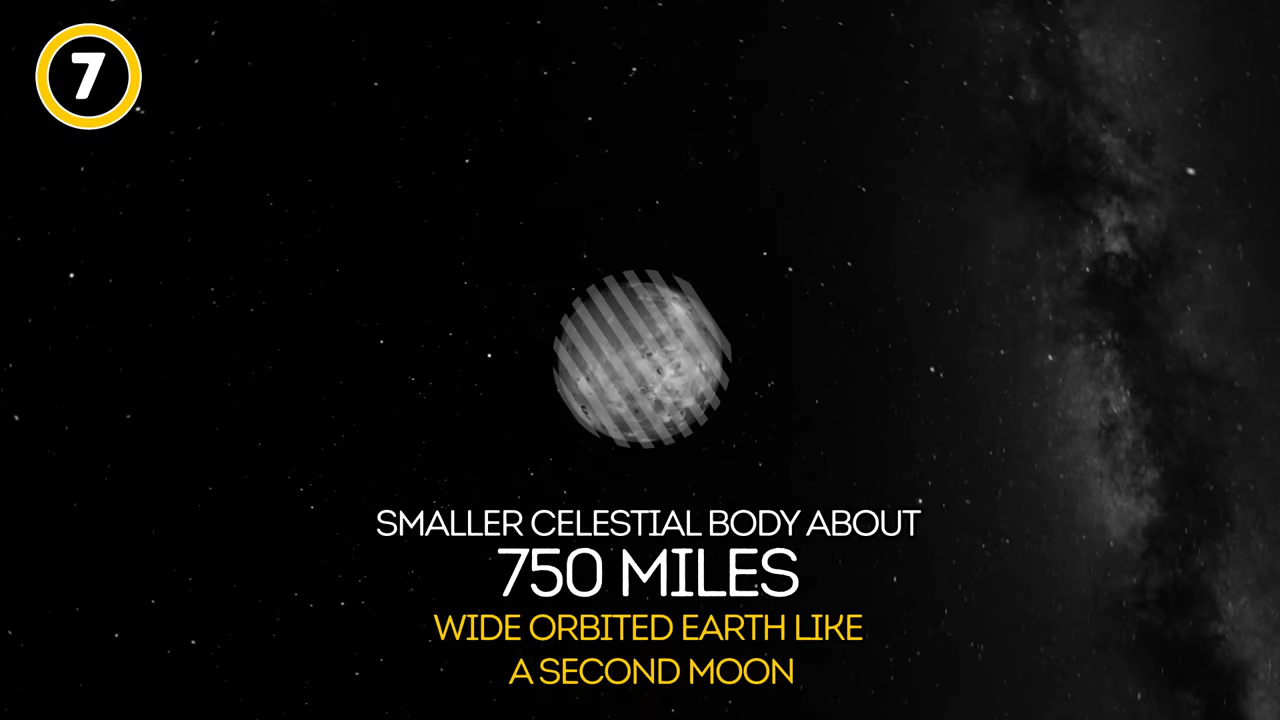 7
SMALLER CELESTIAL BODY ABOUT
750 MILES
WIDE ORBITED EARTH LIKE
A SECOND MOON